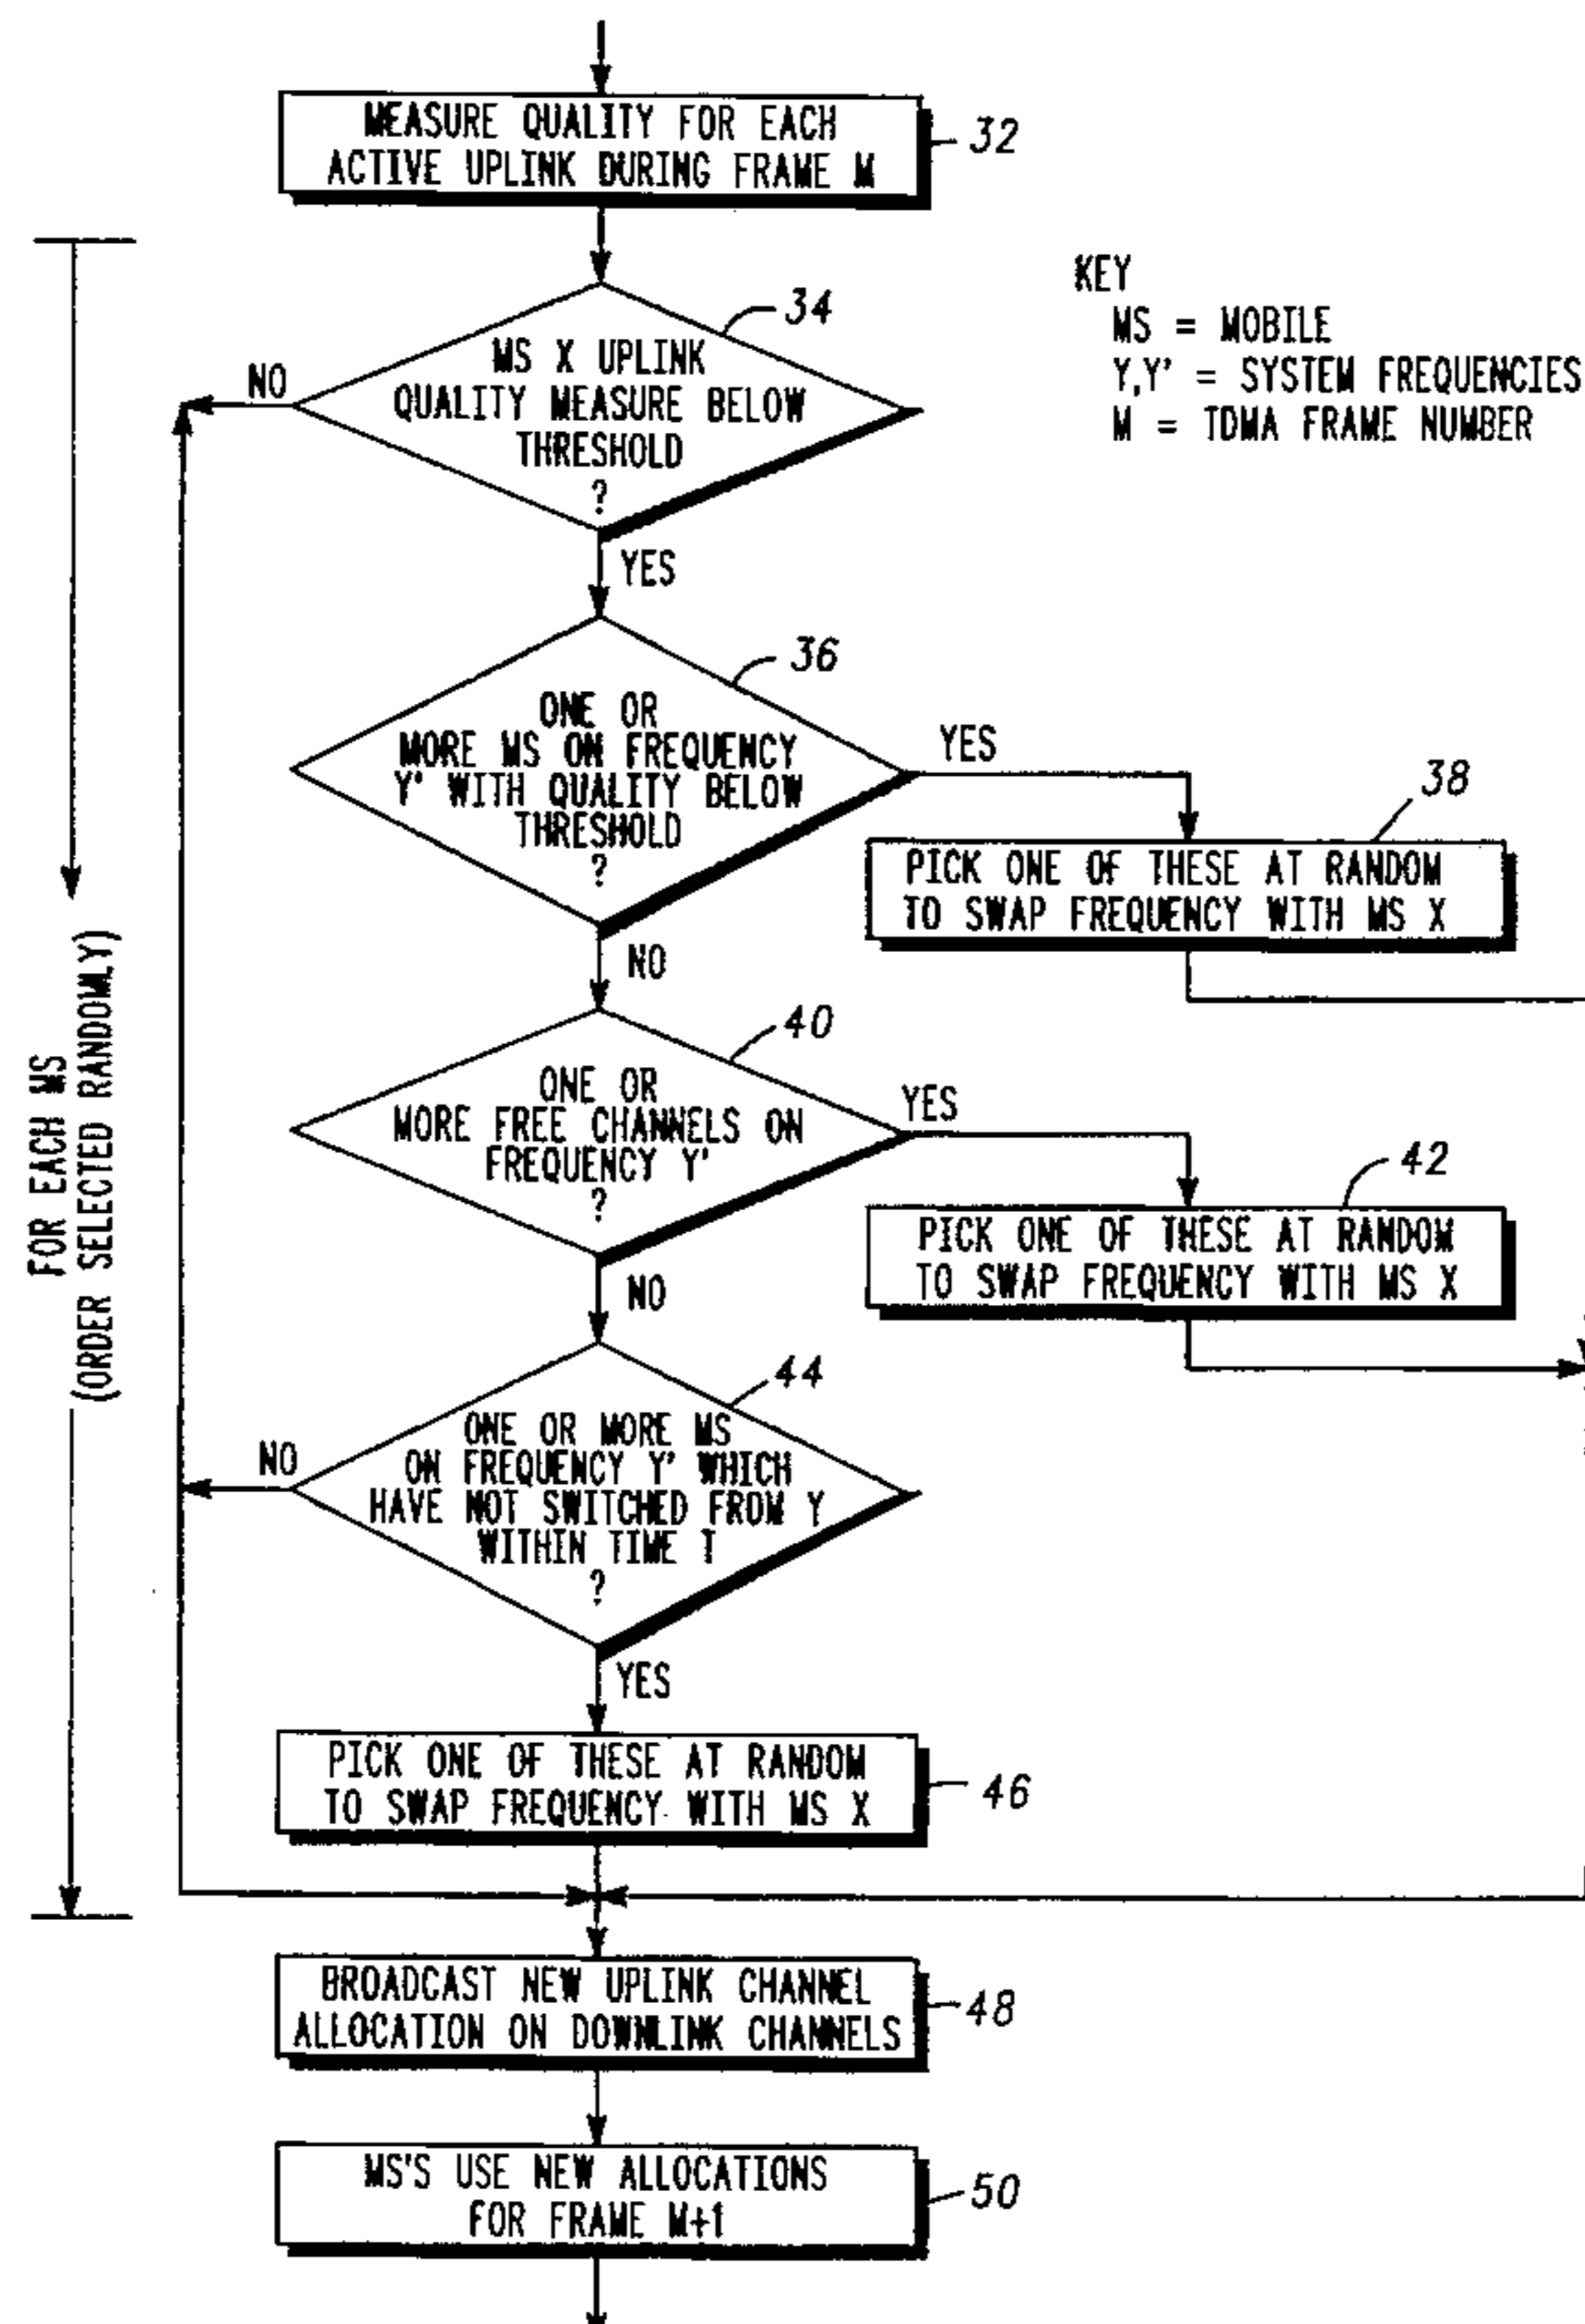 MEASURE QUALITY FOR EACH
ACTIVE UPLINK DURING FRAME M
32
KEY
MS = MOBILE
Y,Y' = SYSTEM FREQUENCIES
M = TDMA FRAME NUMBER
34
MS X UPLINK
QUALITY MEASURE BELOW
THRESHOLD
?
NO
YES
36
ONE OR
MORE MS ON FREQUENCY
Y' WITH QUALITY BELOW
THRESHOLD
?
YES
38
PICK ONE OF THESE AT RANDOM
TO SWAP FREQUENCY WITH MS X
NO
40
ONE OR
MORE FREE CHANNELS ON
FREQUENCY Y'
?
YES
42
PICK ONE OF THESE AT RANDOM
TO SWAP FREQUENCY WITH MS X
NO
FOR EACH MS
(ORDER SELECTED RANDOMLY)
44
ONE OR MORE MS
ON FREQUENCY Y' WHICH
HAVE NOT SWITCHED FROM Y
WITHIN TIME T
?
NO
YES
PICK ONE OF THESE AT RANDOM
TO SWAP FREQUENCY WITH MS X
46
BROADCAST NEW UPLINK CHANNEL
ALLOCATION ON DOWNLINK CHANNELS
48
MS'S USE NEW ALLOCATIONS
FOR FRAME M+1
50